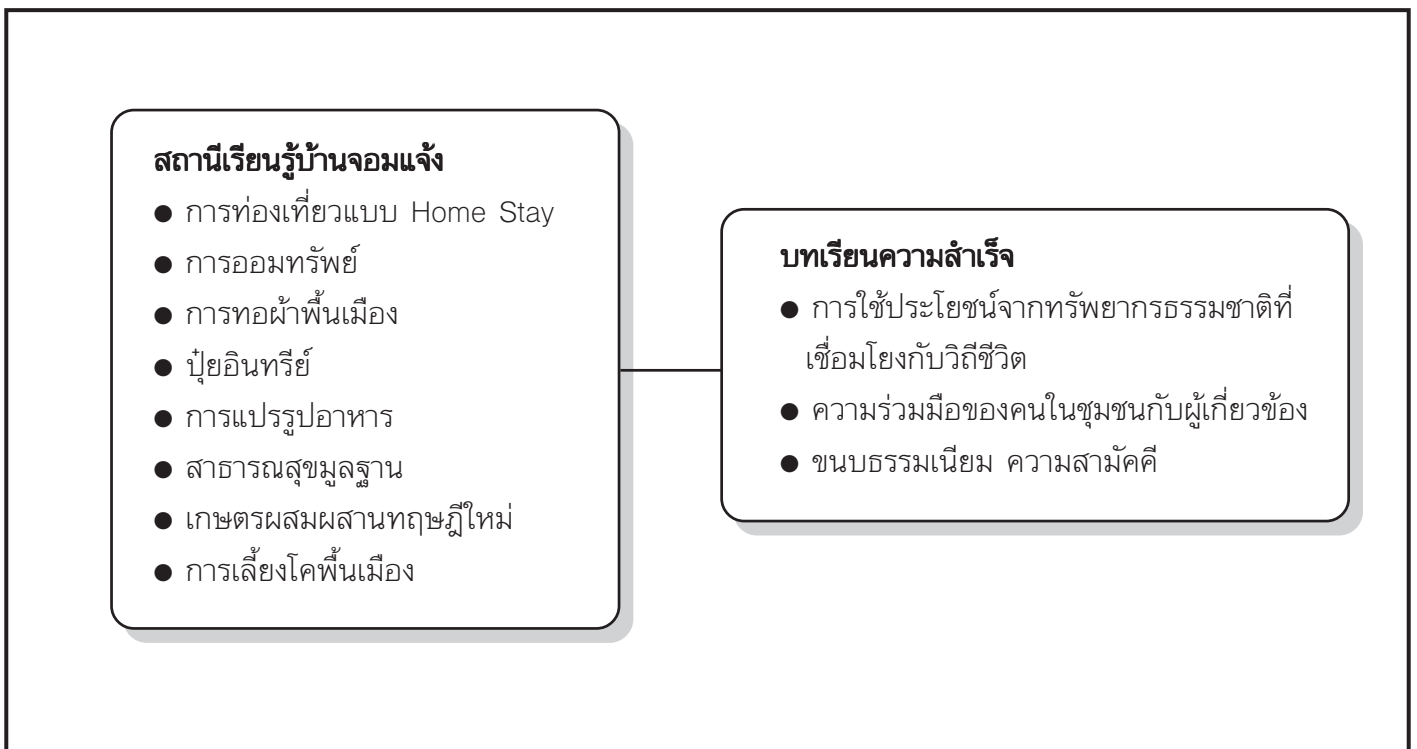 สถานีเรียนรู้บ้านจอมแจ้ง
● การท่องเที่ยวแบบ Home Stay
● การออมทรัพย์
● การทอผ้าพื้นเมือง
● ปุ๋ยอินทรีย์
● การแปรรูปอาหาร
● สาธารณสุขมูลฐาน
● เกษตรผสมผสานทฤษฎีใหม่
● การเลี้ยงโคพื้นเมือง
บทเรียนความสำเร็จ
● การใช้ประโยชน์จากทรัพยากรธรรมชาติที่
เชื่อมโยงกับวิถีชีวิต
● ความร่วมมือของคนในชุมชนกับผู้เกี่ยวข้อง
● ขนบธรรมเนียม ความสามัคคี